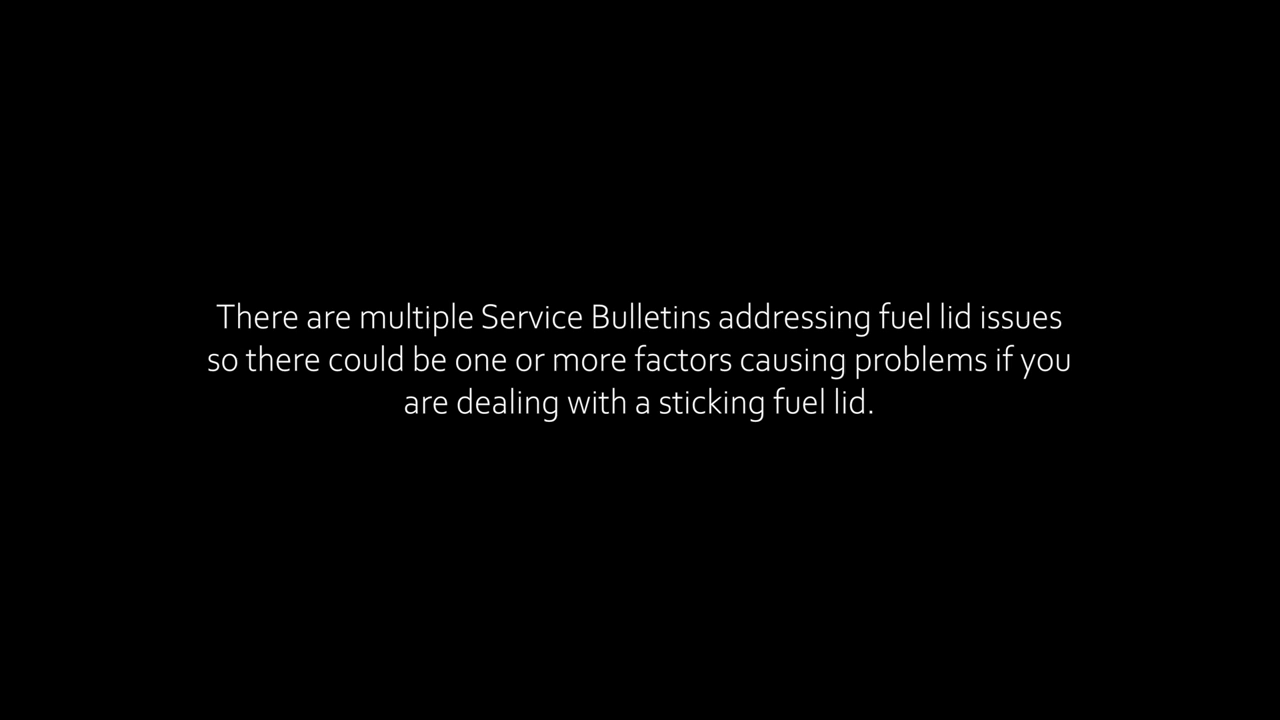 There are multiple Service Bulletins addressing fuel lid issues
so there could be one or more factors causing problems if you
are dealing with a sticking fuel lid.